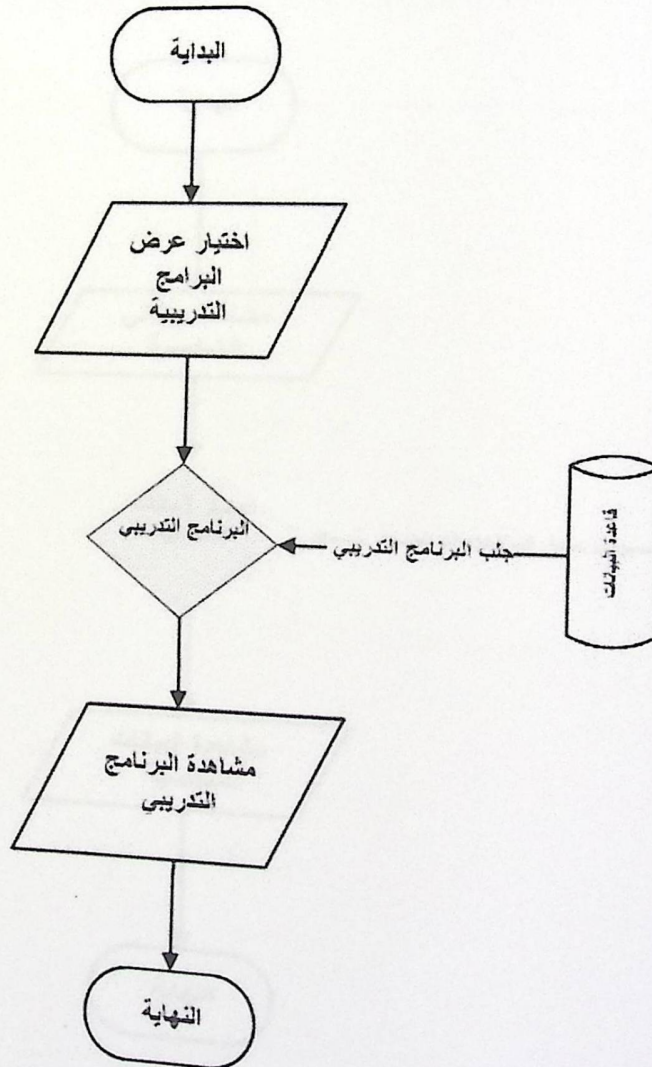 البداية
اختيار عرض
البرامج
التدريبية
البرنامج التدريبي
جلب البرنامج التدريبي
قاعدة البيانات
مشاهدة البرنامج
التدريبي
النهاية